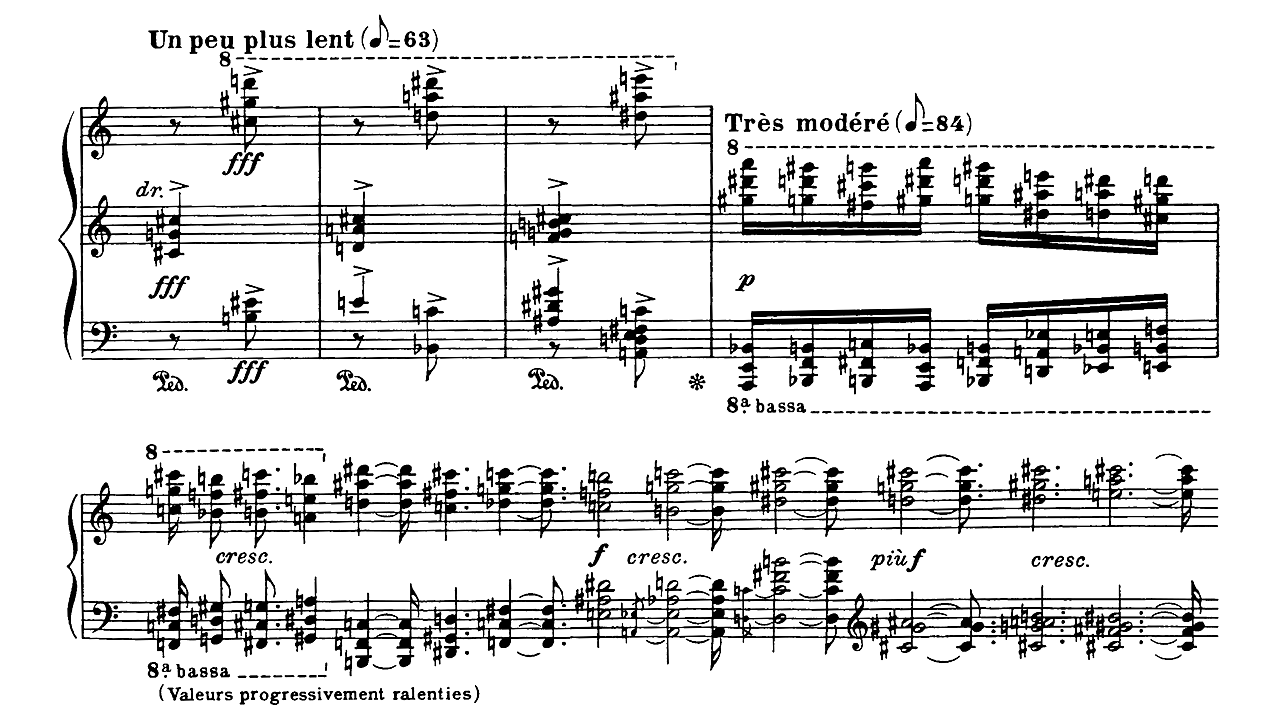 Un peu plus lent (♪=63)
8
Très modéré (♪=84)
8
fff
dr.
fff
p
fff
Ped. Ped. Ped. *
8ª bassa
8
cresc. f cresc. più f cresc.
8ª bassa
(Valeurs progressivement ralenties)